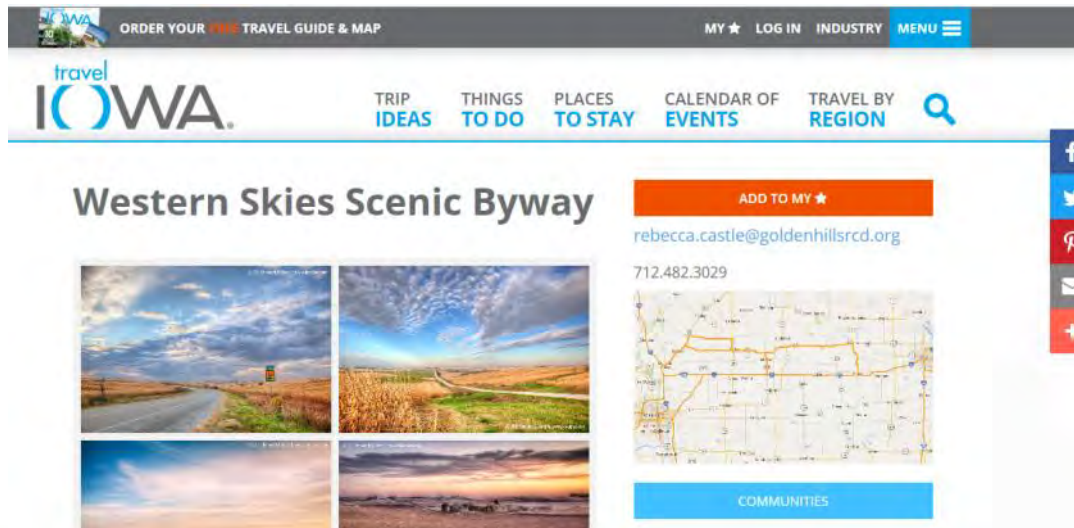 ORDER YOUR FREE TRAVEL GUIDE & MAP
MY ★ LOG IN INDUSTRY MENU
travel
IOWA.
TRIP IDEAS
THINGS TO DO
PLACES TO STAY
CALENDAR OF EVENTS
TRAVEL BY REGION
Western Skies Scenic Byway
ADD TO MY ★
rebecca.castle@goldenhillsrcd.org
712.482.3029
COMMUNITIES